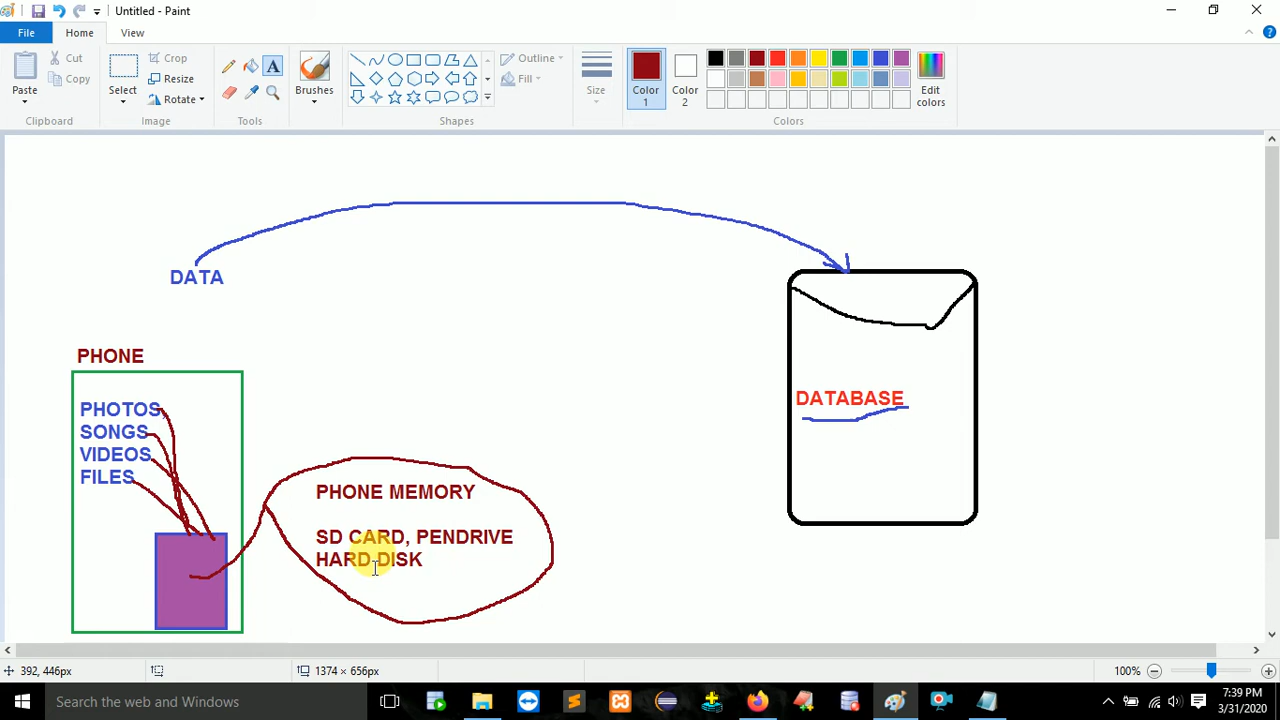 Untitled - Paint
File
Home
View
Paste
Cut
Copy
Clipboard
Select
Crop
Resize
Rotate
Image
A
Tools
Brushes
Outline
Fill
Shapes
Size
Color 1
Color 2
Edit colors
Colors
DATA
DATABASE
PHONE
PHOTOS
SONGS
VIDEOS
FILES
PHONE MEMORY
SD CARD, PENDRIVE
HARD DISK
392, 446px
1374 × 656px
100%
Search the web and Windows
7:39 PM
3/31/2020